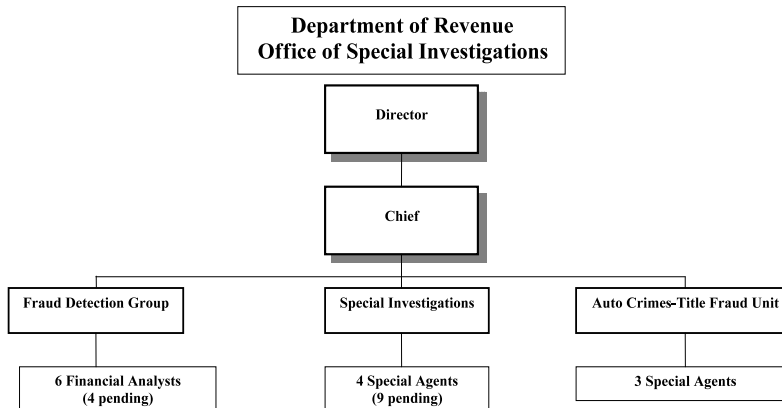 Department of Revenue
Office of Special Investigations
Director
Chief
Fraud Detection Group
Special Investigations
Auto Crimes-Title Fraud Unit
6 Financial Analysts
(4 pending)
4 Special Agents
(9 pending)
3 Special Agents